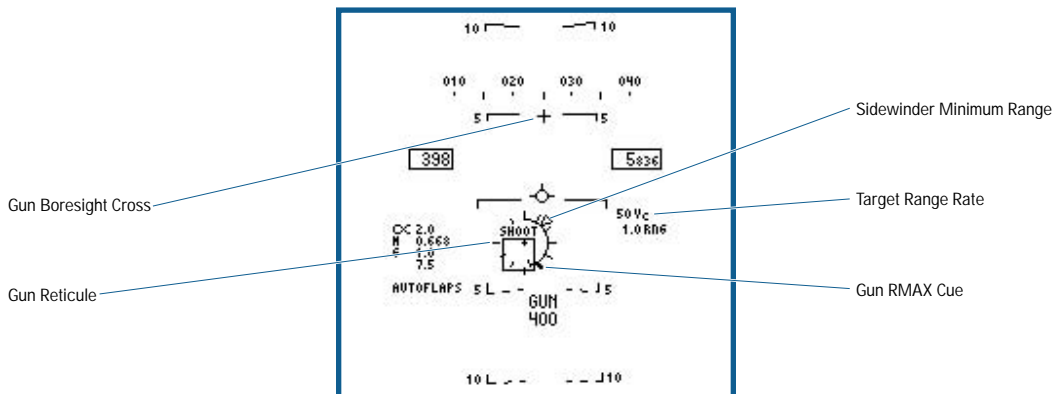 10 10
010 020 030 040
5 5
398
5836
Sidewinder Minimum Range
Gun Boresight Cross
50 Vc
1.0 RNG
Target Range Rate
SHOOT
α 2.0
M 0.668
1.0
7.5
Gun Reticule
AUTOFLAPS
5 5
GUN
400
Gun RMAX Cue
10 10